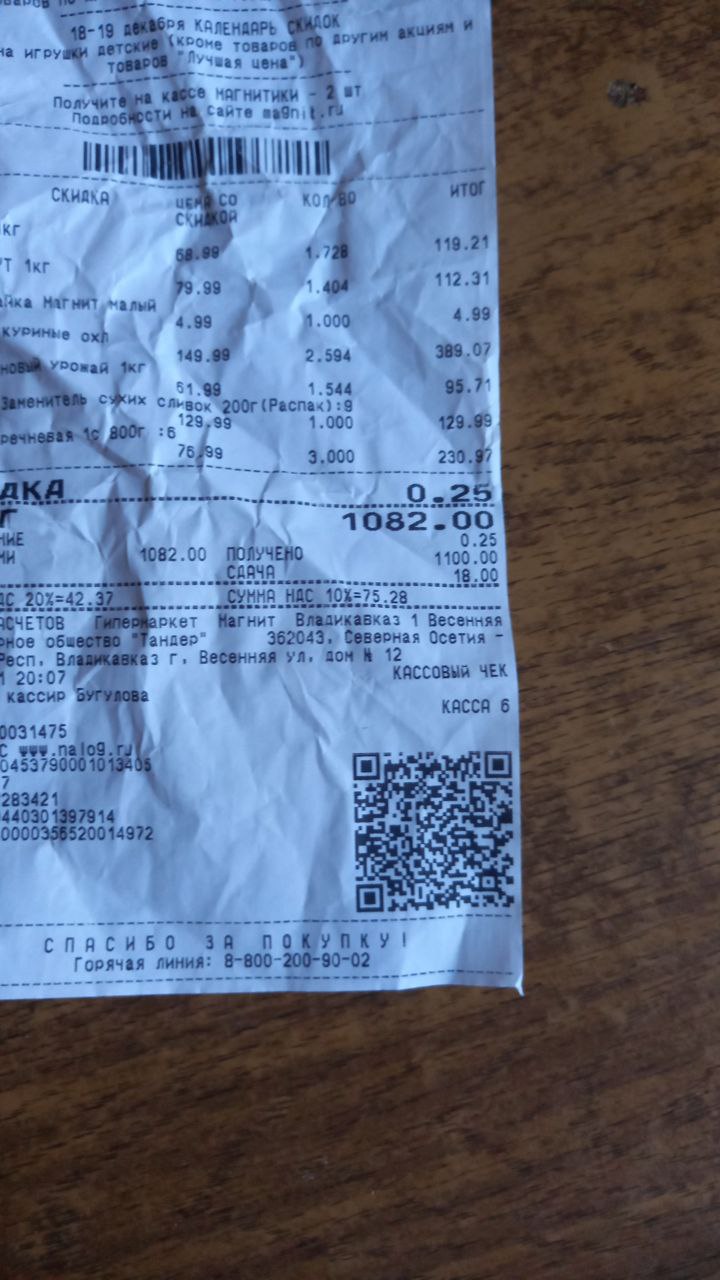 18-19 декабря КАЛЕНДАРЬ СКИДОК
на игрушки детские (кроме товаров по другим акциям и
товаров "Лучшая цена")
Получите на кассе МАГНИТИКИ - 2 шт
Подробности на сайте magnit.ru
СКИДКА ЦЕНА СО СКИДКОЙ КОЛ-ВО ИТОГ
кг
68.99 1.728 119.21
УТ 1кг
79.99 1.404 112.31
айка Магнит малый
4.99 1.000 4.99
куриные охл
149.99 2.594 389.07
новый урожай 1кг
61.99 1.544 95.71
Заменитель сухих сливок 200г(Распак):9
129.99 1.000 129.99
речневая 1с 800г :6
76.99 3.000 230.97
ДКА 0.25
Г 1082.00
НИЕ 0.25
МИ 1082.00 ПОЛУЧЕНО 1100.00
СДАЧА 18.00
ДС 20%=42.37 СУММА НДС 10%=75.28
АСЧЕТОВ Гипермаркет Магнит Владикавказ 1 Весенняя
рное общество "Тандер" 362043, Северная Осетия -
Респ, Владикавказ г, Весенняя ул, дом № 12
1 20:07 КАССОВЫЙ ЧЕК
кассир Бугулова
КАССА 6
0031475
С www.nalog.ru
0453790001013405
7
283421
440301397914
0000356520014972
СПАСИБО ЗА ПОКУПКУ!
Горячая линия: 8-800-200-90-02